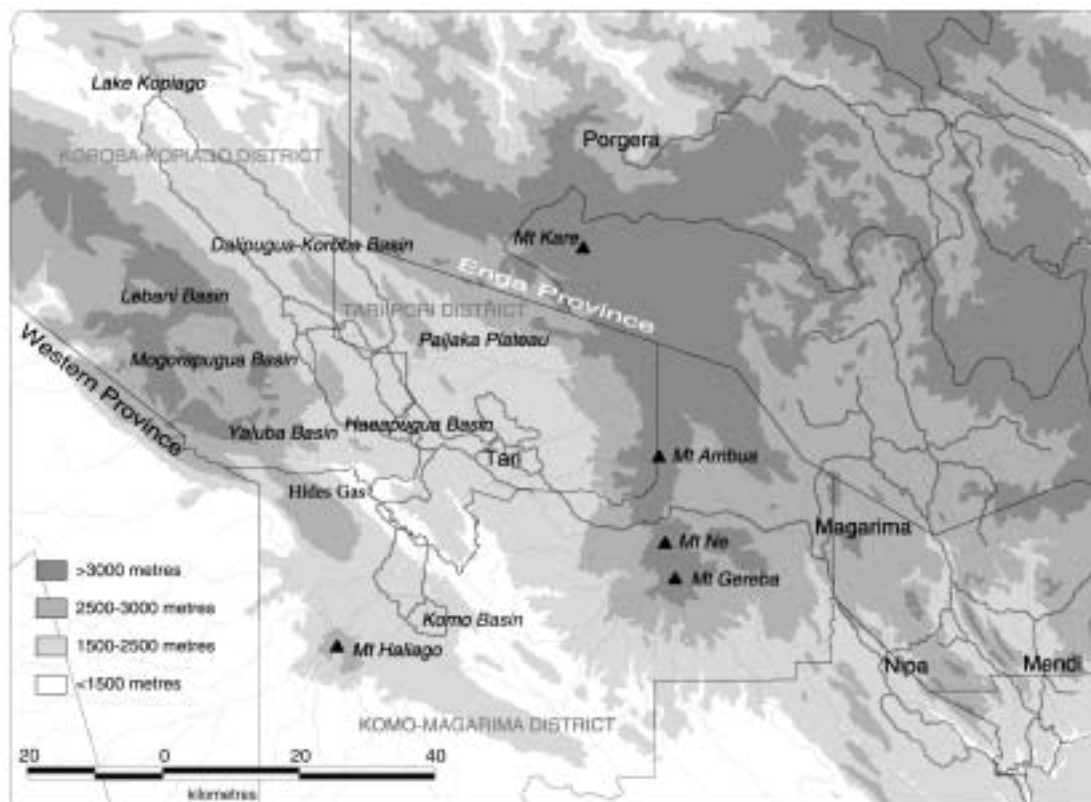 Lake Kopiago
KOROBA-KOPIAGO DISTRICT
Porgera
Mt Kare
Dalipugua-Koroba Basin
Enga Province
Lebani Basin
TARI-PORI DISTRICT
Paijaka Plateau
Western Province
Mogorapugua Basin
Yaluba Basin
Haeapugua Basin
Tari
Mt Ambua
Hides Gas
Magarima
Mt Ne
Mt Gereba
>3000 metres
2500-3000 metres
1500-2500 metres
<1500 metres
Komo Basin
Mt Haliago
Nipa
Mendi
KOMO-MAGARIMA DISTRICT
20 0 20 40
kilometres